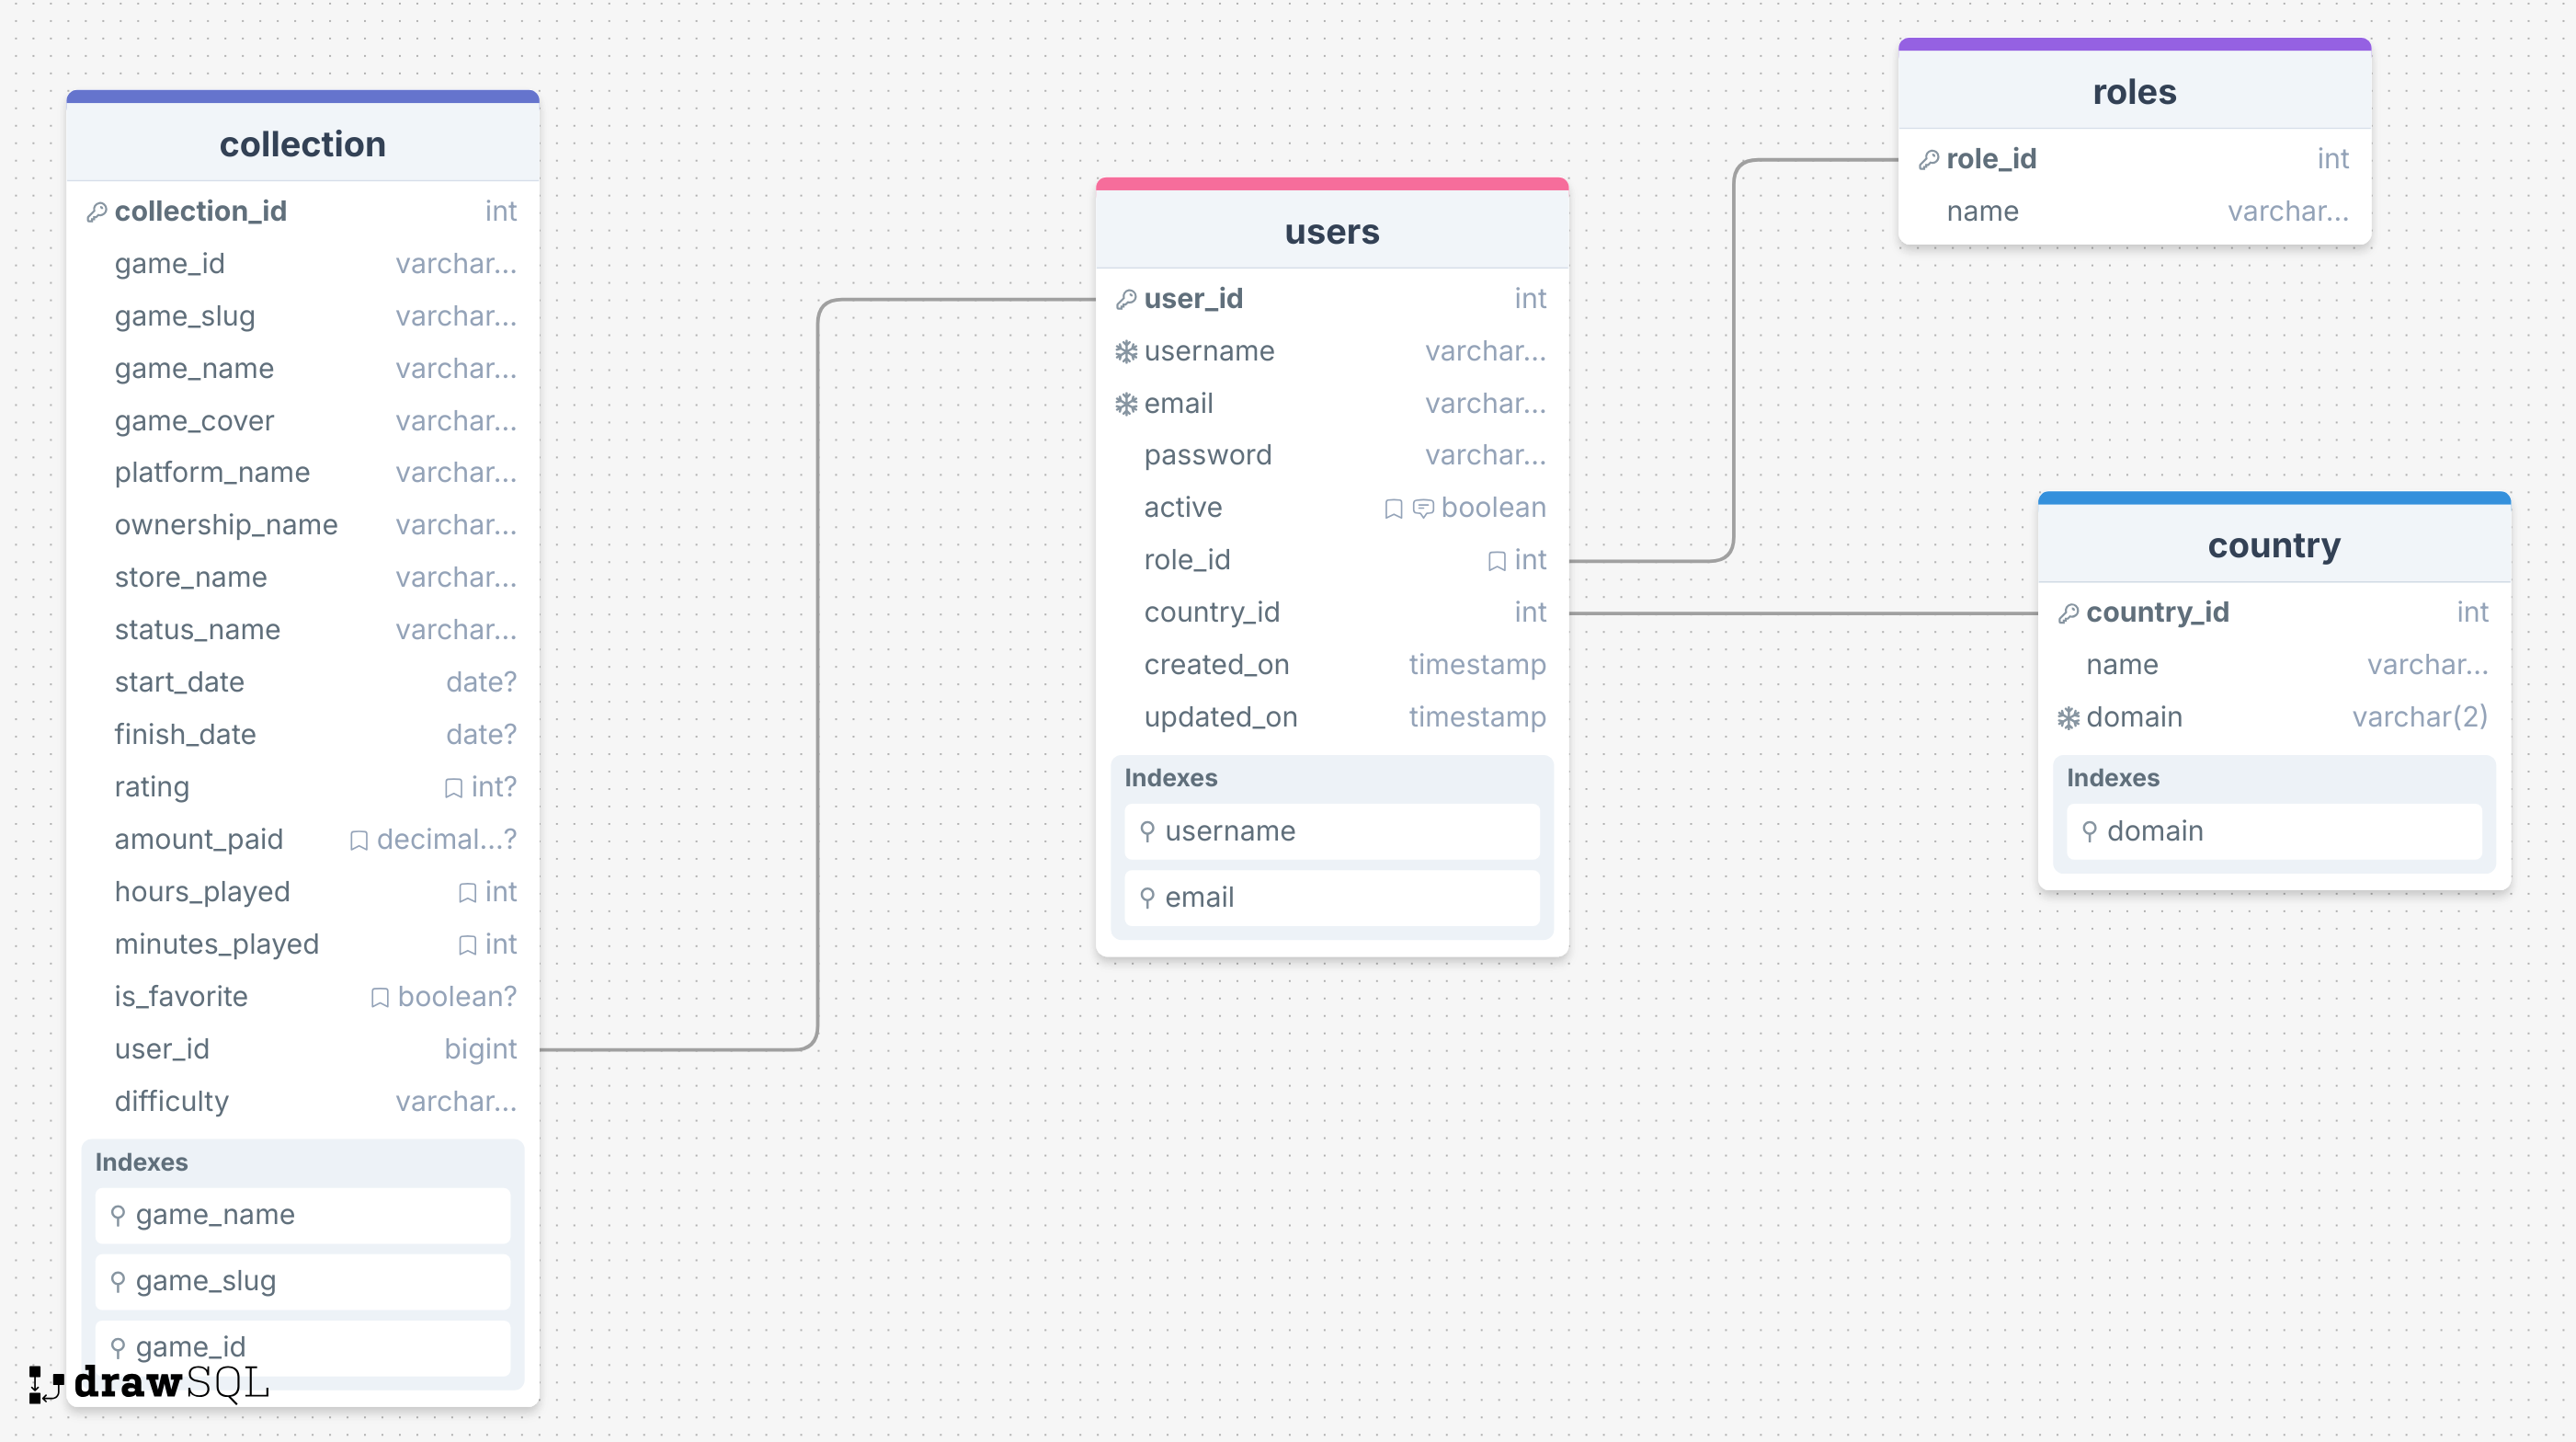 collection
collection_id int
game_id varchar...
game_slug varchar...
game_name varchar...
game_cover varchar...
platform_name varchar...
ownership_name varchar...
store_name varchar...
status_name varchar...
start_date date?
finish_date date?
rating int?
amount_paid decimal...?
hours_played int
minutes_played int
is_favorite boolean?
user_id bigint
difficulty varchar...
Indexes
game_name
game_slug
game_id
drawSQL
users
user_id int
username varchar...
email varchar...
password varchar...
active boolean
role_id int
country_id int
created_on timestamp
updated_on timestamp
Indexes
username
email
roles
role_id int
name varchar...
country
country_id int
name varchar...
domain varchar(2)
Indexes
domain